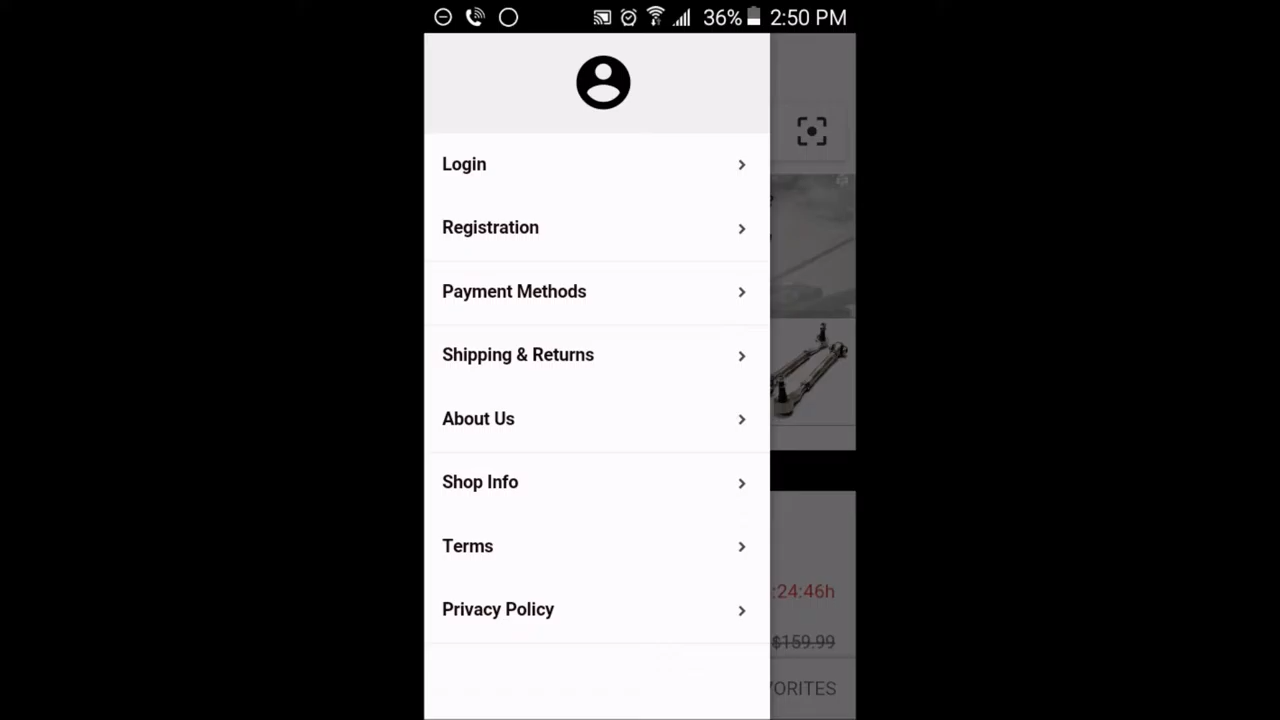 36% 2:50 PM
Login
Registration
Payment Methods
Shipping & Returns
About Us
Shop Info
Terms
Privacy Policy
:24:46h
$159.99
VORITES